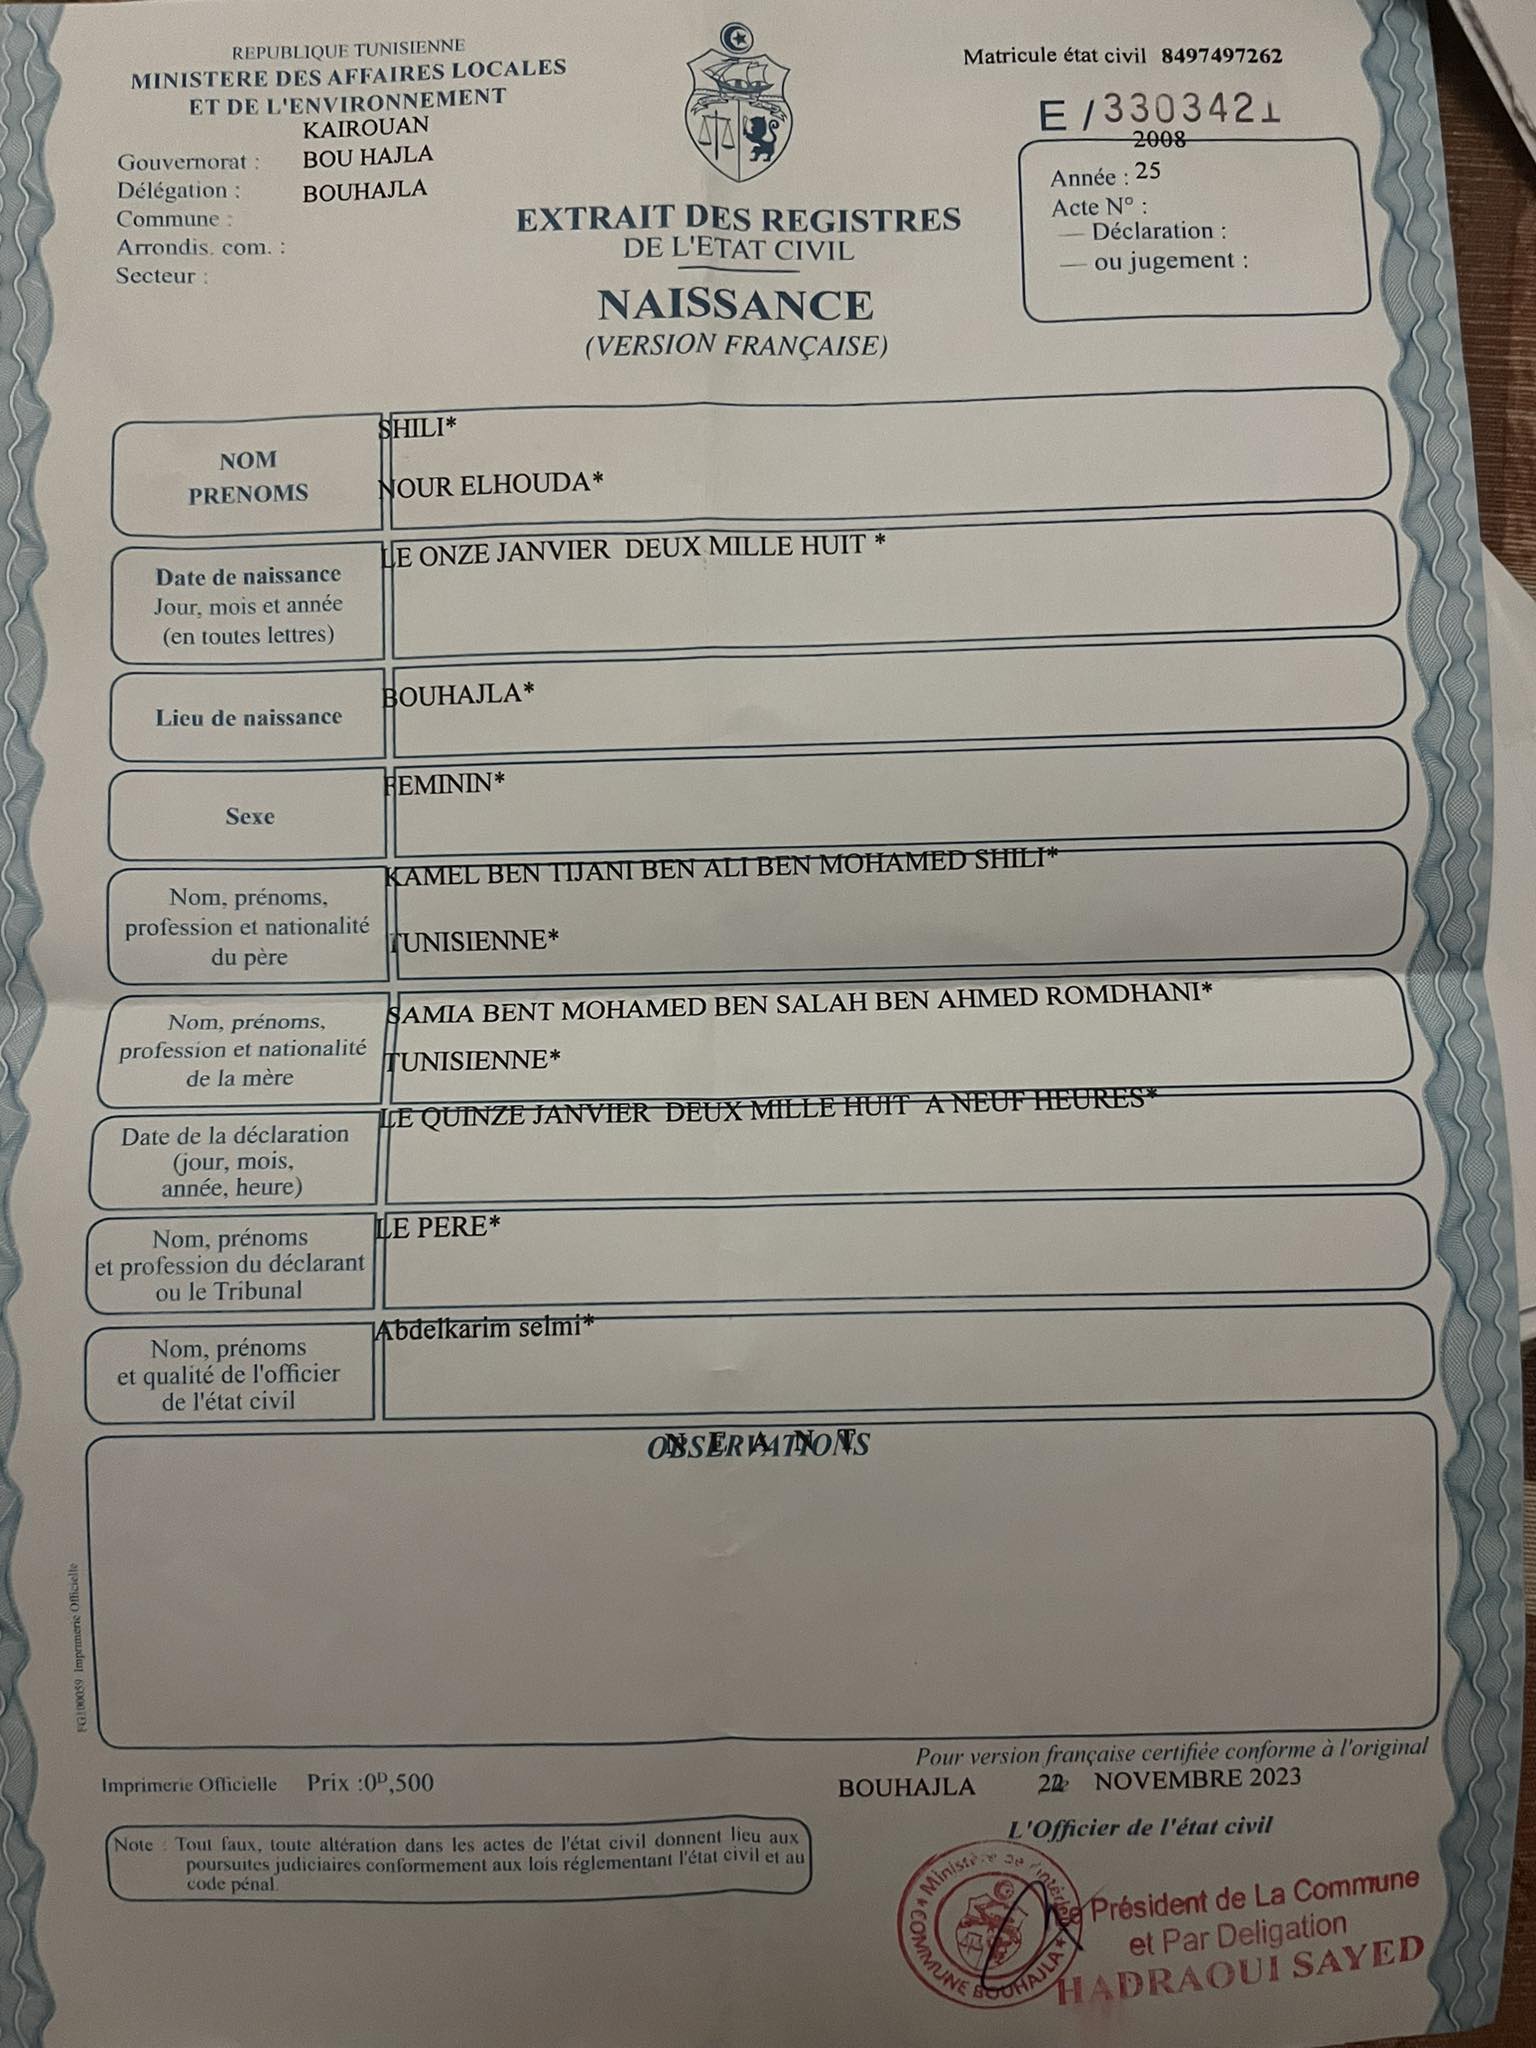 REPUBLIQUE TUNISIENNE
MINISTERE DES AFFAIRES LOCALES
ET DE L'ENVIRONNEMENT
KAIROUAN
Gouvernorat : BOU HAJLA
Délégation : BOUHAJLA
Commune :
Arrondis. com. :
Secteur :
Matricule état civil 8497497262
E / 3303421
2008
Année : 25
Acte N° :
— Déclaration :
— ou jugement :
EXTRAIT DES REGISTRES
DE L'ETAT CIVIL
NAISSANCE
(VERSION FRANÇAISE)
NOM
PRENOMS
SHILI*
NOUR ELHOUDA*
Date de naissance
Jour, mois et année
(en toutes lettres)
LE ONZE JANVIER DEUX MILLE HUIT *
Lieu de naissance
BOUHAJLA*
Sexe
FEMININ*
Nom, prénoms,
profession et nationalité
du père
KAMEL BEN TIJANI BEN ALI BEN MOHAMED SHILI*
TUNISIENNE*
Nom, prénoms,
profession et nationalité
de la mère
SAMIA BENT MOHAMED BEN SALAH BEN AHMED ROMDHANI*
TUNISIENNE*
Date de la déclaration
(jour, mois,
année, heure)
LE QUINZE JANVIER DEUX MILLE HUIT A NEUF HEURES*
Nom, prénoms
et profession du déclarant
ou le Tribunal
LE PERE*
Nom, prénoms
et qualité de l'officier
de l'état civil
Abdelkarim selmi*
OBSERVATIONS
N E A N T
FG100059 Imprimerie Officielle
Pour version française certifiée conforme à l'original
Imprimerie Officielle Prix :0ᴰ,500
BOUHAJLA le 22 NOVEMBRE 2023
L'Officier de l'état civil
Note : Tout faux, toute altération dans les actes de l'état civil donnent lieu aux
poursuites judiciaires conformement aux lois réglementant l'état civil et au
code pénal.
Ministère de l'intérieur
COMMUNE BOUHAJLA
Le Président de La Commune
et Par Deligation
HADRAOUI SAYED